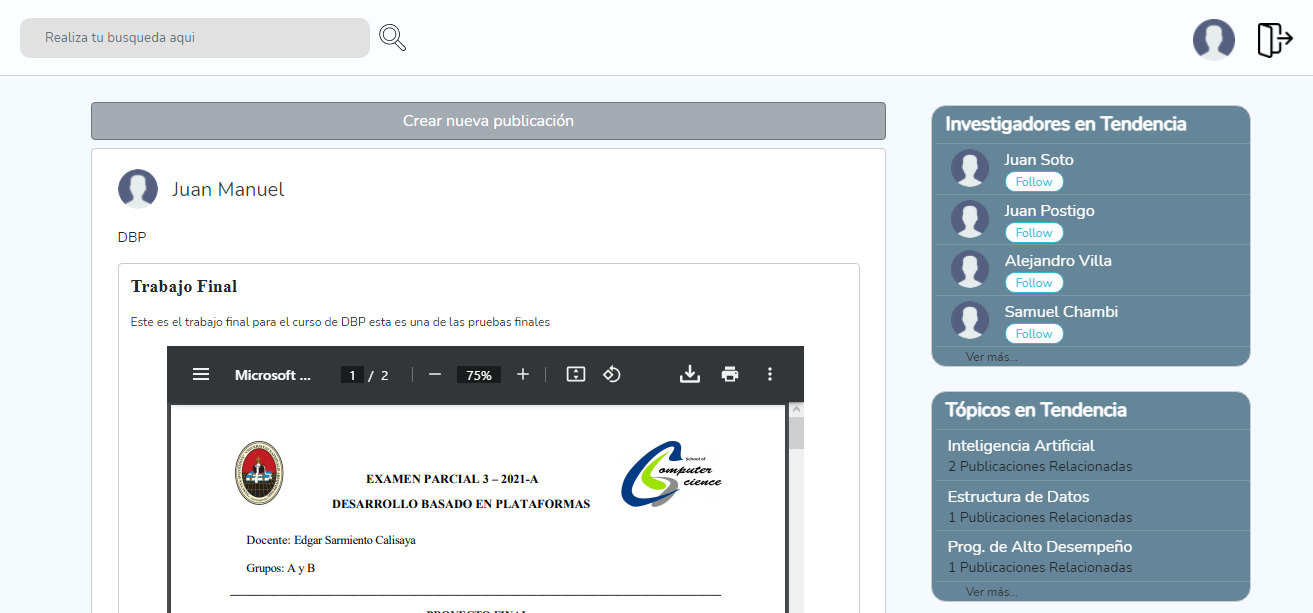 Realiza tu busqueda aqui
Crear nueva publicación
Juan Manuel
DBP
Trabajo Final
Este es el trabajo final para el curso de DBP esta es una de las pruebas finales
Microsoft ...
1 / 2
75%
EXAMEN PARCIAL 3 – 2021-A
DESARROLLO BASADO EN PLATAFORMAS
School of
Computer
Science
Docente: Edgar Sarmiento Calisaya
Grupos: A y B
PROYECTO FINAL
Investigadores en Tendencia
Juan Soto
Follow
Juan Postigo
Follow
Alejandro Villa
Follow
Samuel Chambi
Follow
Ver más...
Tópicos en Tendencia
Inteligencia Artificial
2 Publicaciones Relacionadas
Estructura de Datos
1 Publicaciones Relacionadas
Prog. de Alto Desempeño
1 Publicaciones Relacionadas
Ver más...